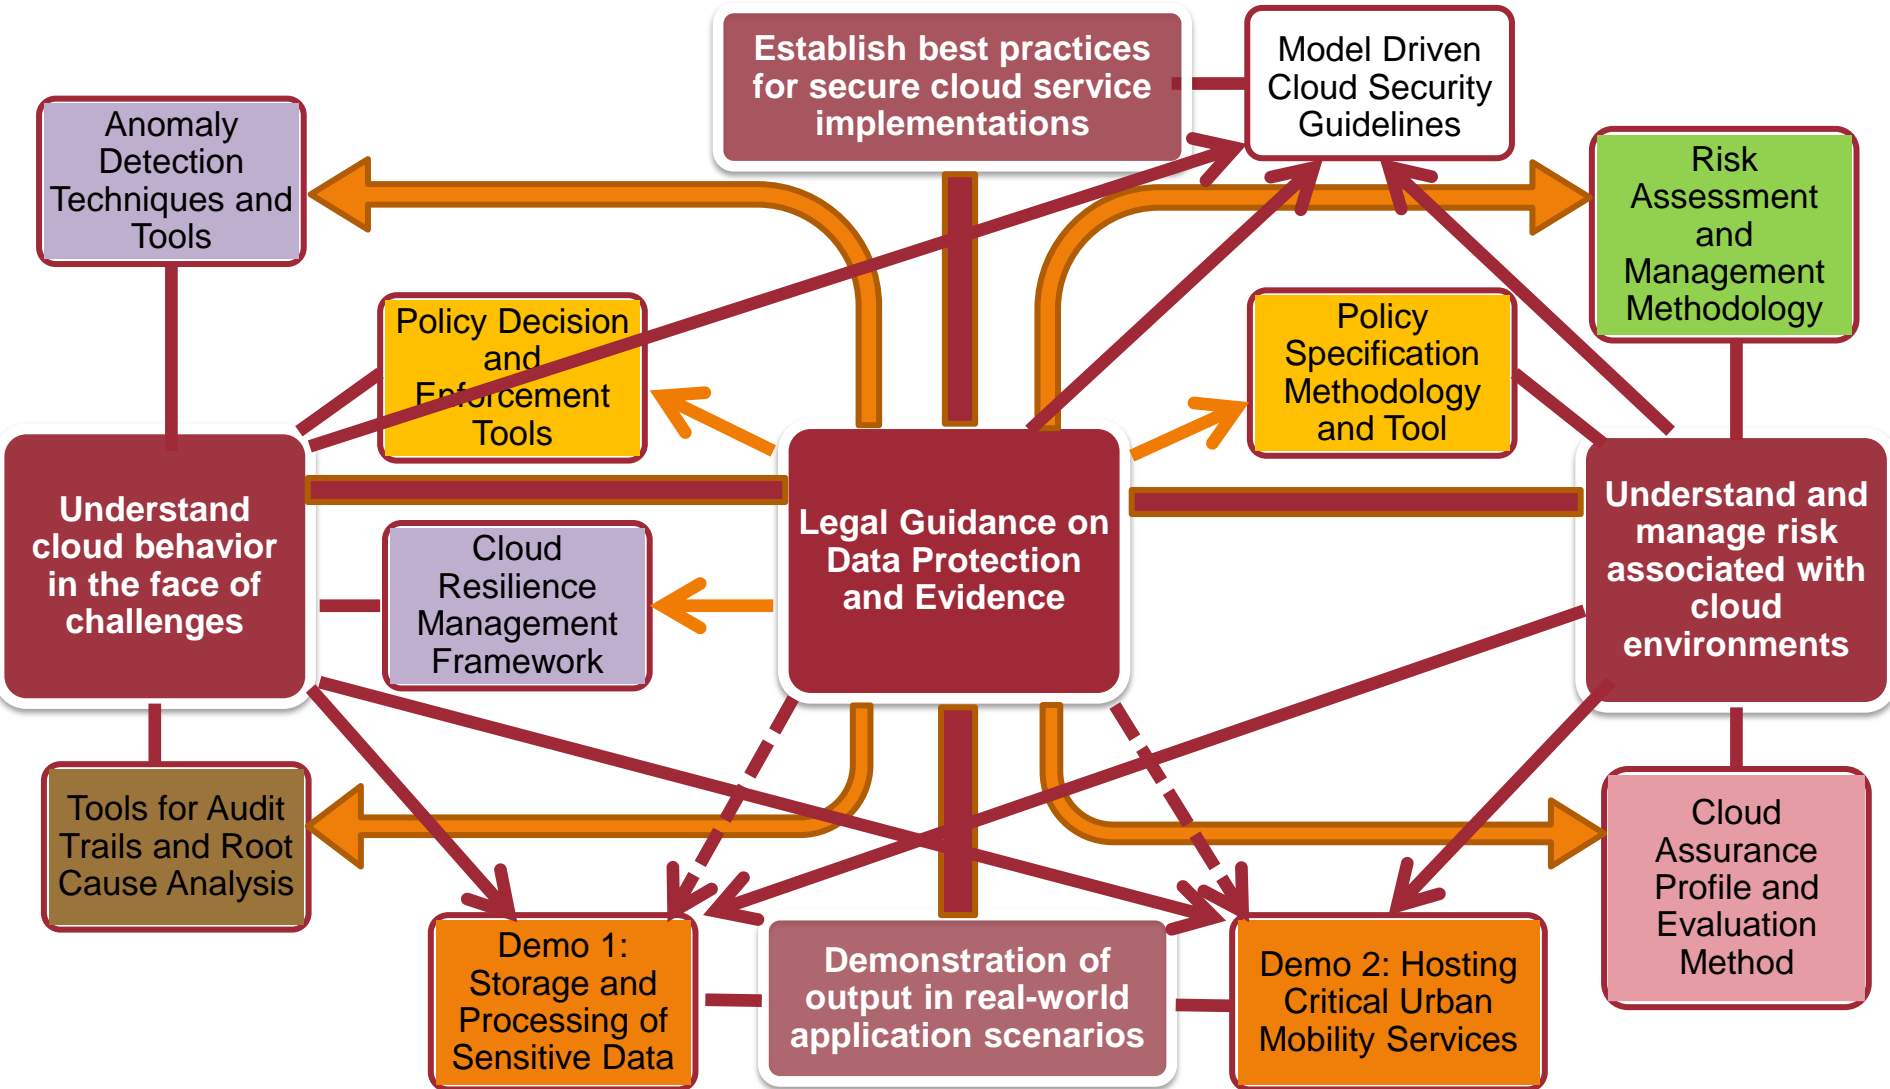 Establish best practices
for secure cloud service
implementations
Model Driven
Cloud Security
Guidelines
Anomaly
Detection
Techniques and
Tools
Risk
Assessment
and
Management
Methodology
Policy Decision
and
Enforcement
Tools
Policy
Specification
Methodology
and Tool
Understand
cloud behavior
in the face of
challenges
Legal Guidance on
Data Protection
and Evidence
Understand and
manage risk
associated with
cloud
environments
Cloud
Resilience
Management
Framework
Tools for Audit
Trails and Root
Cause Analysis
Cloud
Assurance
Profile and
Evaluation
Method
Demo 1:
Storage and
Processing of
Sensitive Data
Demonstration of
output in real-world
application scenarios
Demo 2: Hosting
Critical Urban
Mobility Services